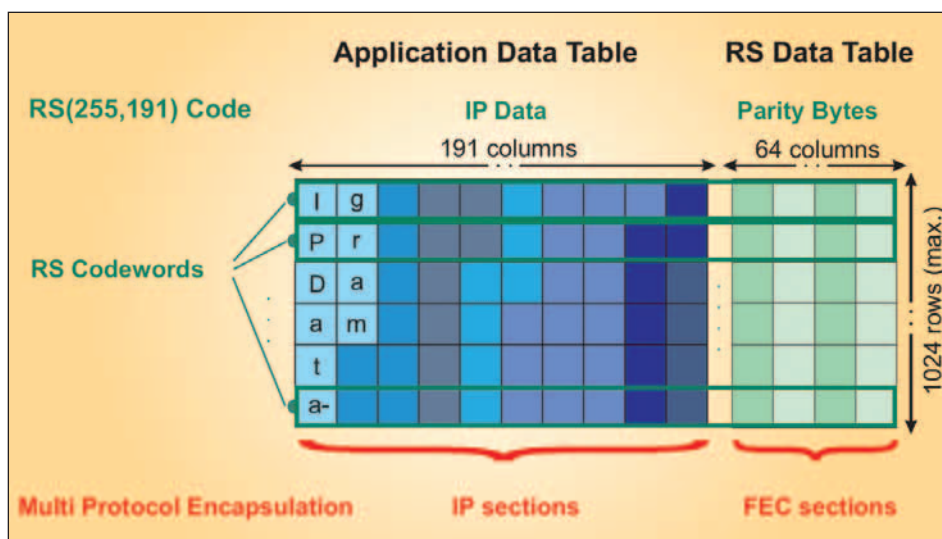 Application Data Table RS Data Table
RS(255,191) Code IP Data Parity Bytes
191 columns 64 columns
I g
P r
RS Codewords
D a
a m
t
a-
1024 rows (max.)
Multi Protocol Encapsulation IP sections FEC sections